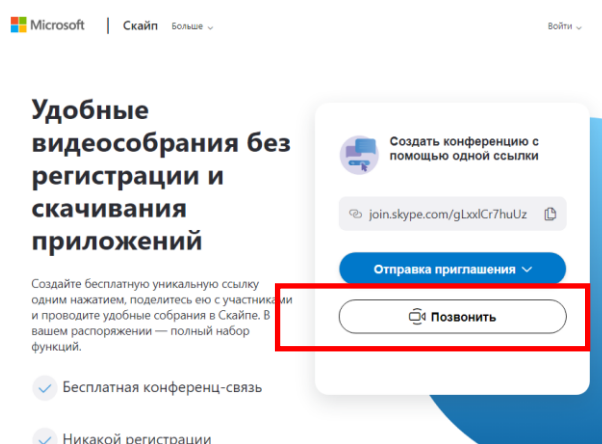 Microsoft
Скайп
Больше
Войти
Удобные
видеособрания без
регистрации и
скачивания
приложений
Создайте бесплатную уникальную ссылку
одним нажатием, поделитесь ею с участниками
и проводите удобные собрания в Скайпе. В
вашем распоряжении — полный набор
функций.
Бесплатная конференц-связь
Никакой регистрации
Создать конференцию с
помощью одной ссылки
join.skype.com/gLxxlCr7huUz
Отправка приглашения
Позвонить